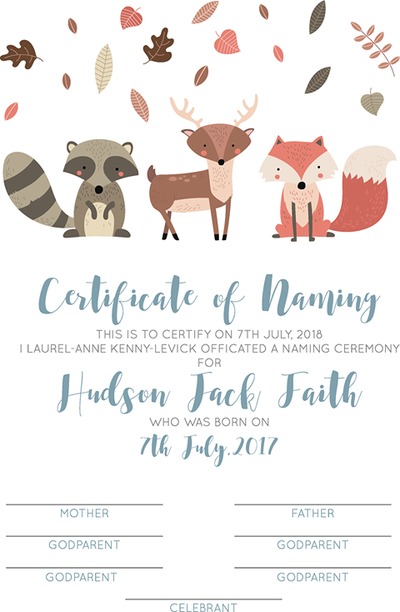 Certificate of Naming
THIS IS TO CERTIFY ON 7TH JULY, 2018
I LAUREL-ANNE KENNY-LEVICK OFFICATED A NAMING CEREMONY
FOR
Hudson Jack Faith
WHO WAS BORN ON
7th July, 2017
MOTHER FATHER
GODPARENT GODPARENT
GODPARENT GODPARENT
CELEBRANT